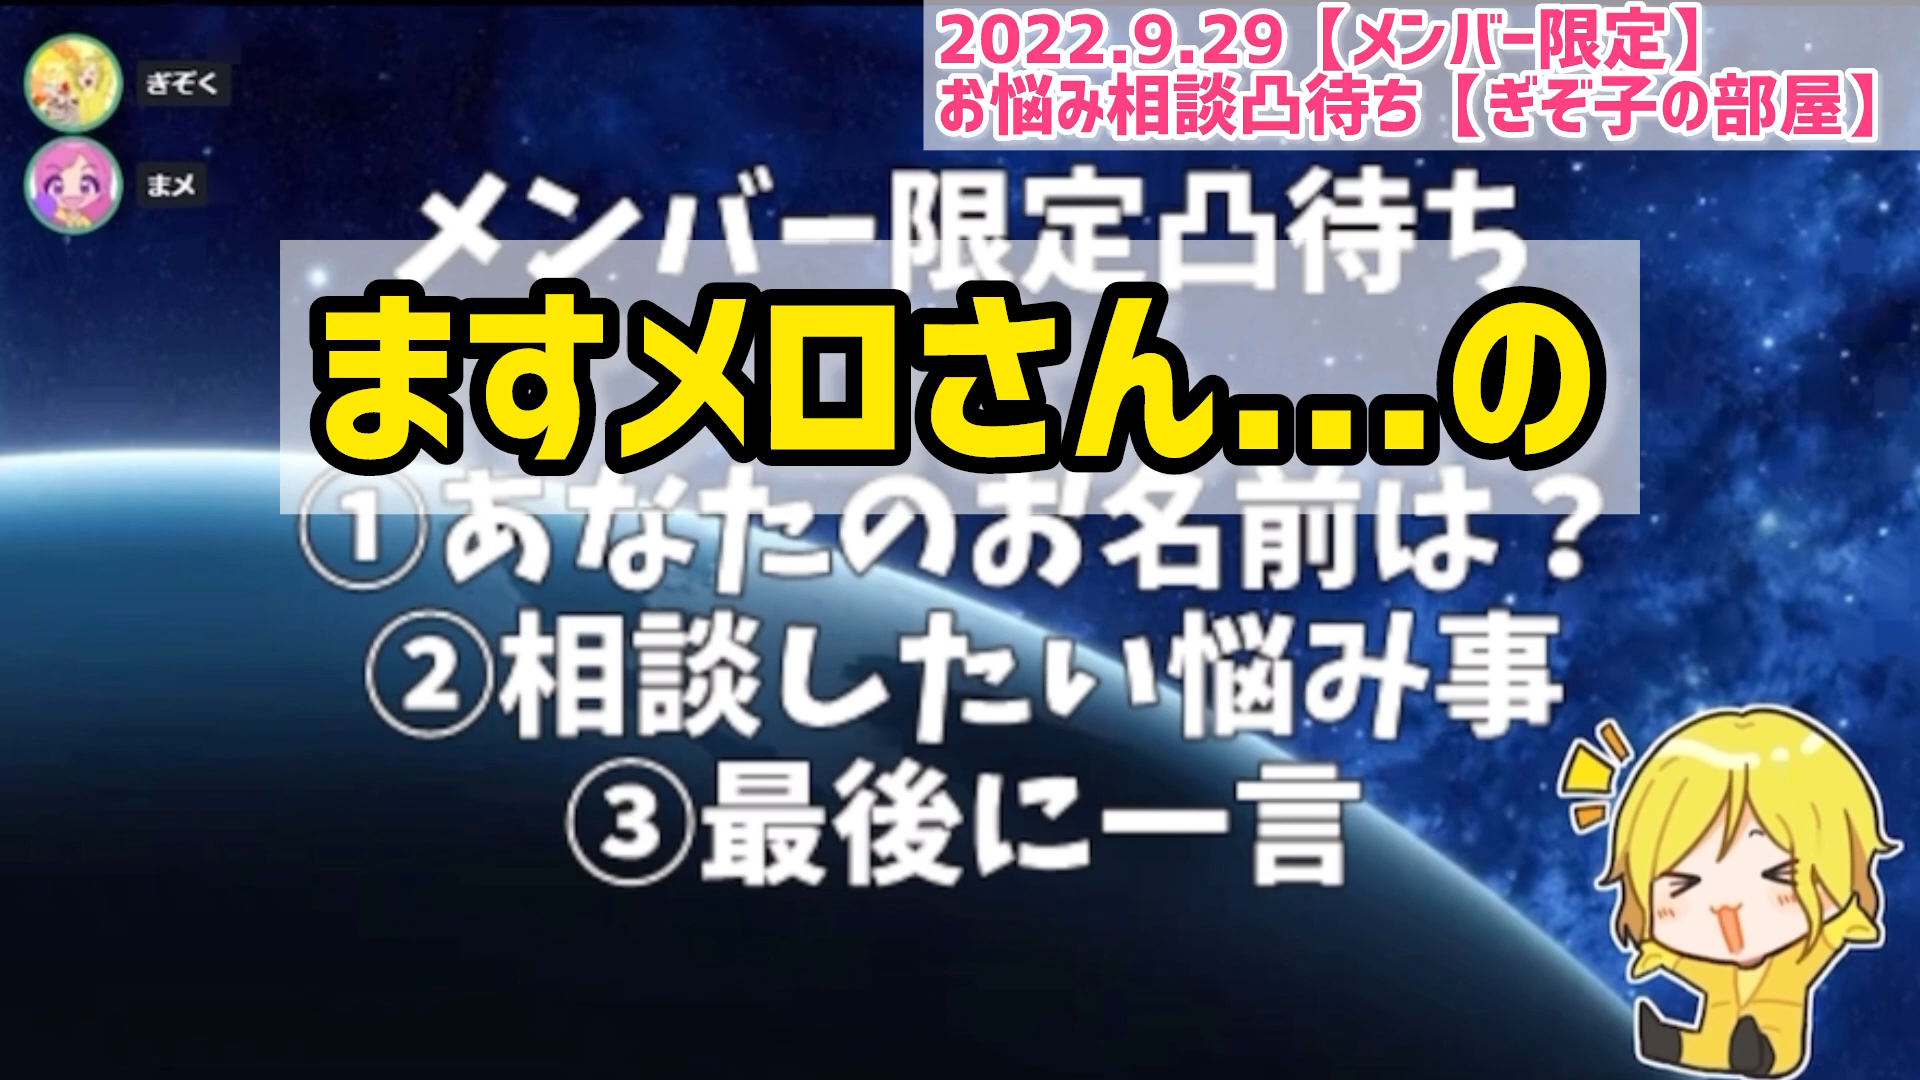 2022.9.29【メンバー限定】
お悩み相談凸待ち【ぎぞ子の部屋】
ぎぞく
まメ
メンバー限定凸待ち
ますメロさん...の
①あなたのお名前は？
②相談したい悩み事
③最後に一言